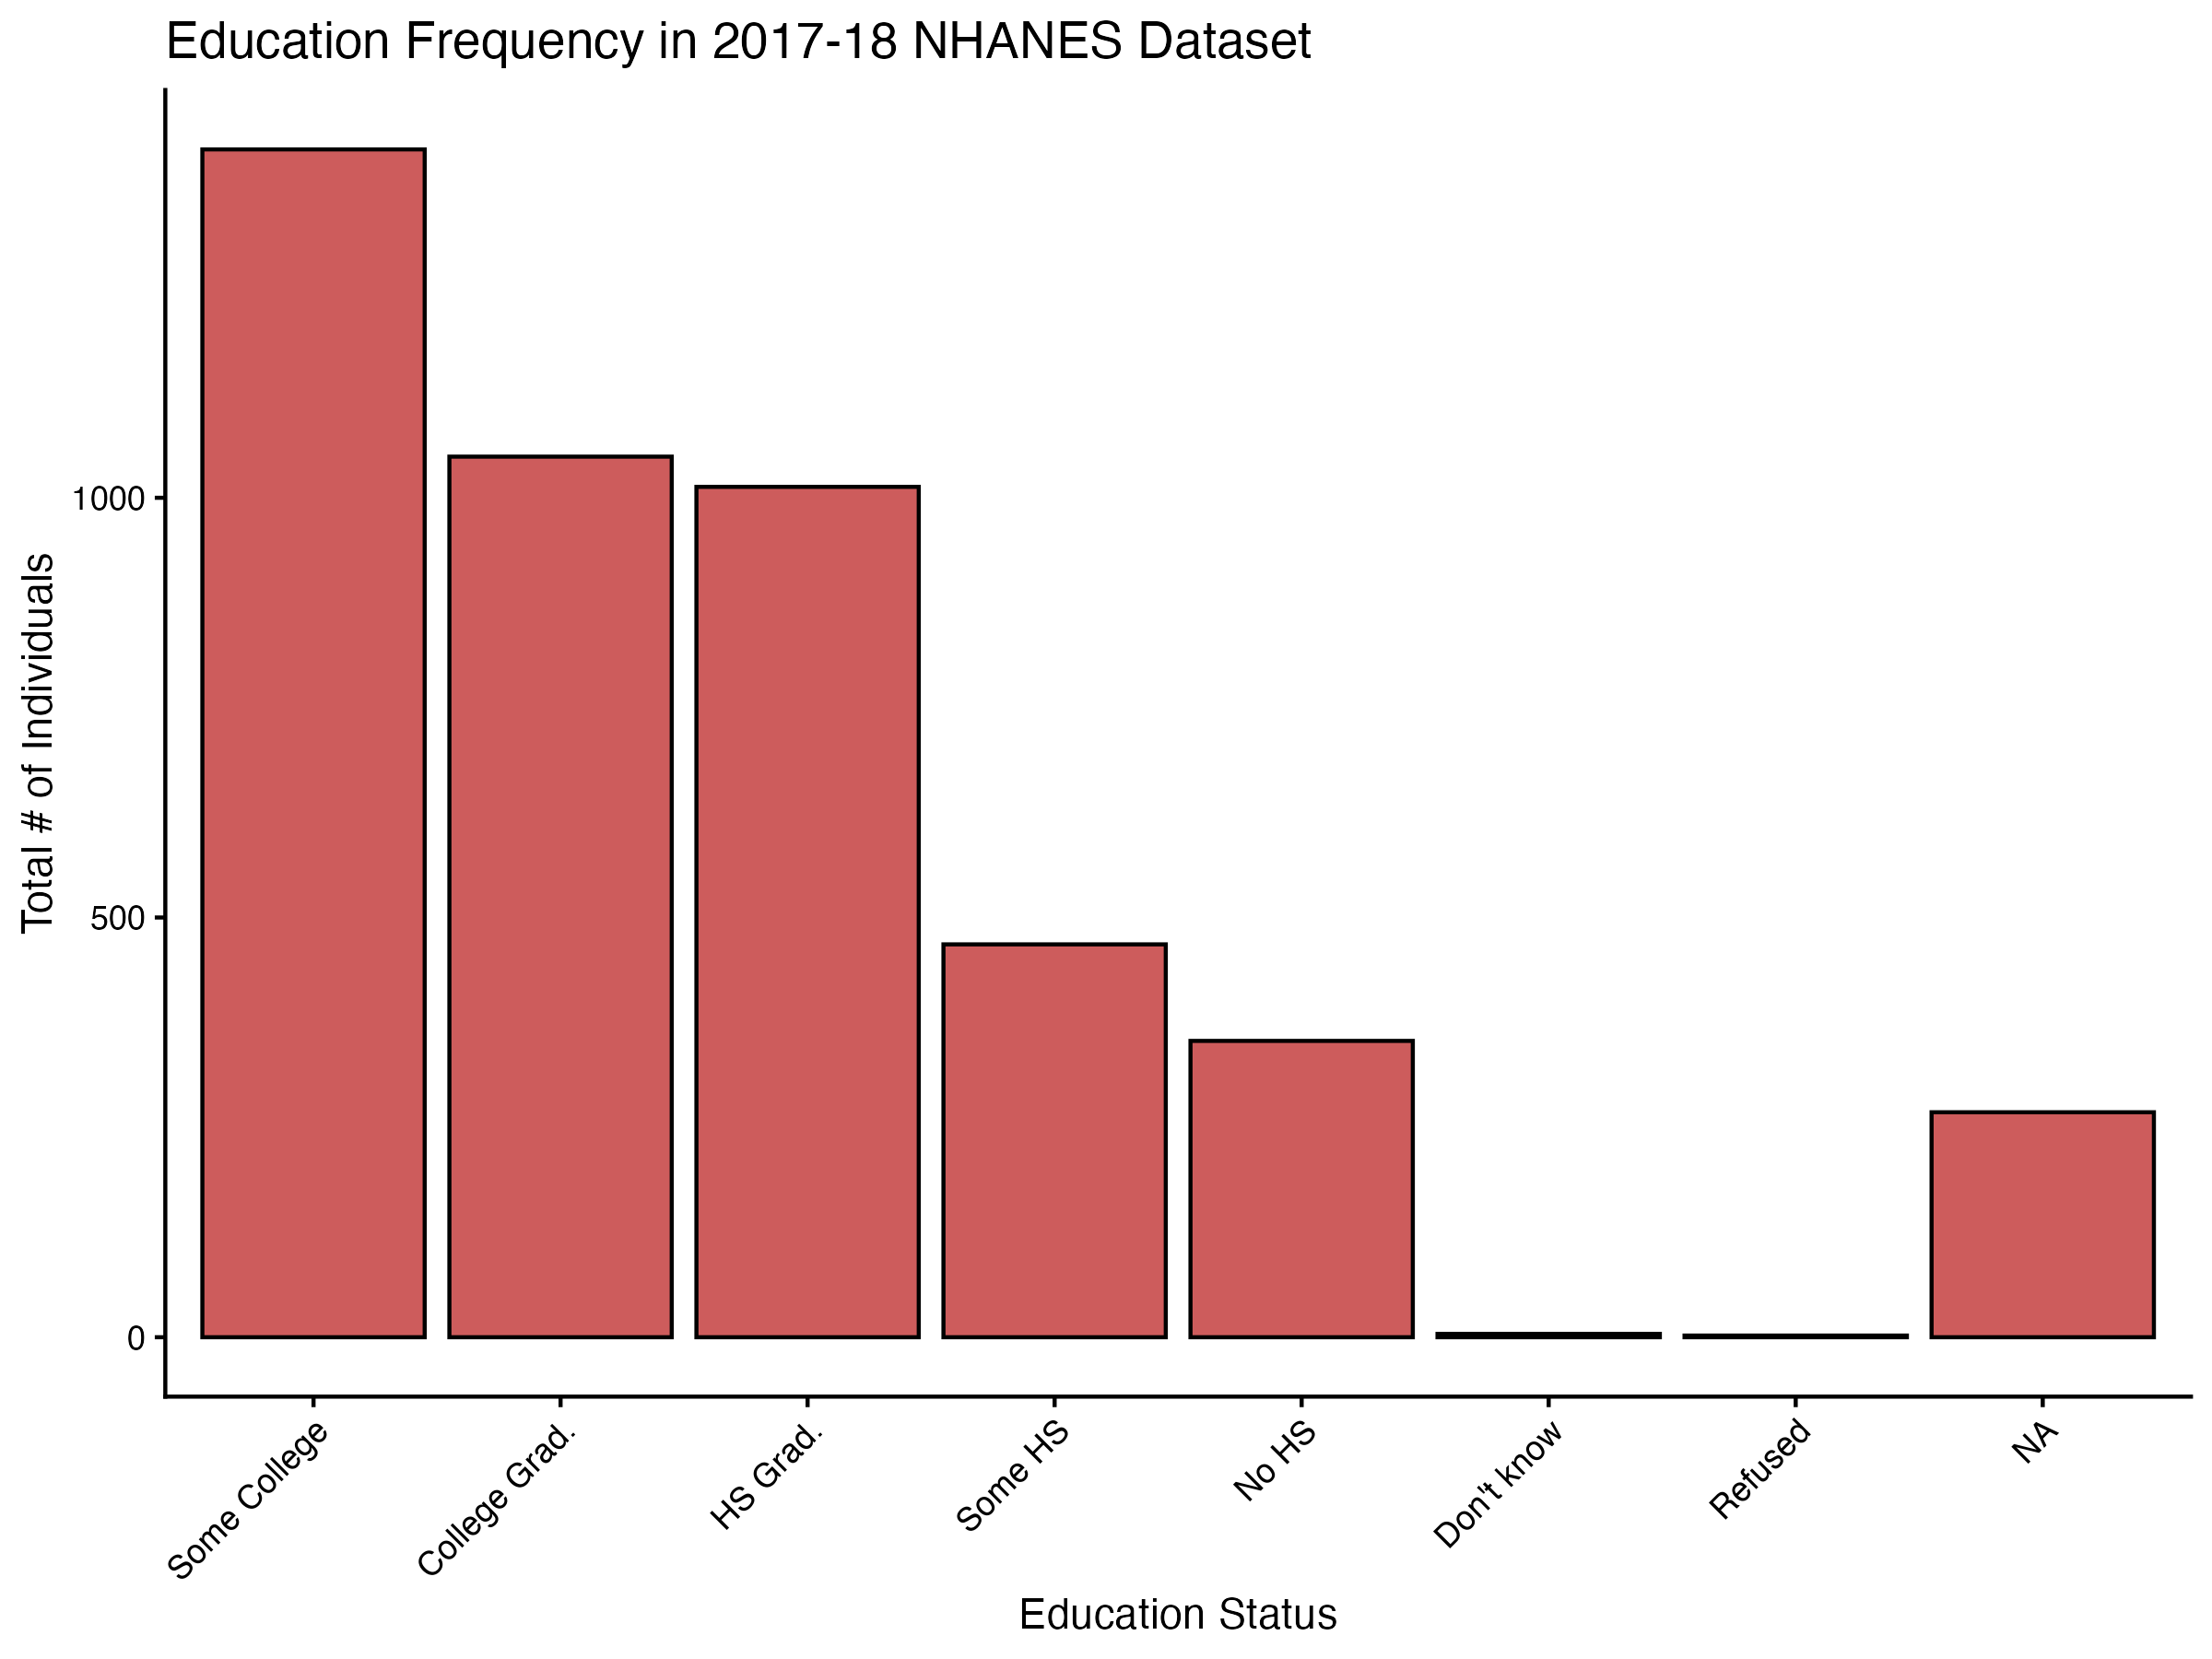 Education Frequency in 2017-18 NHANES Dataset
Total # of Individuals
1000
500
0
Some College
College Grad.
HS Grad.
Some HS
No HS
Don't know
Refused
NA
Education Status